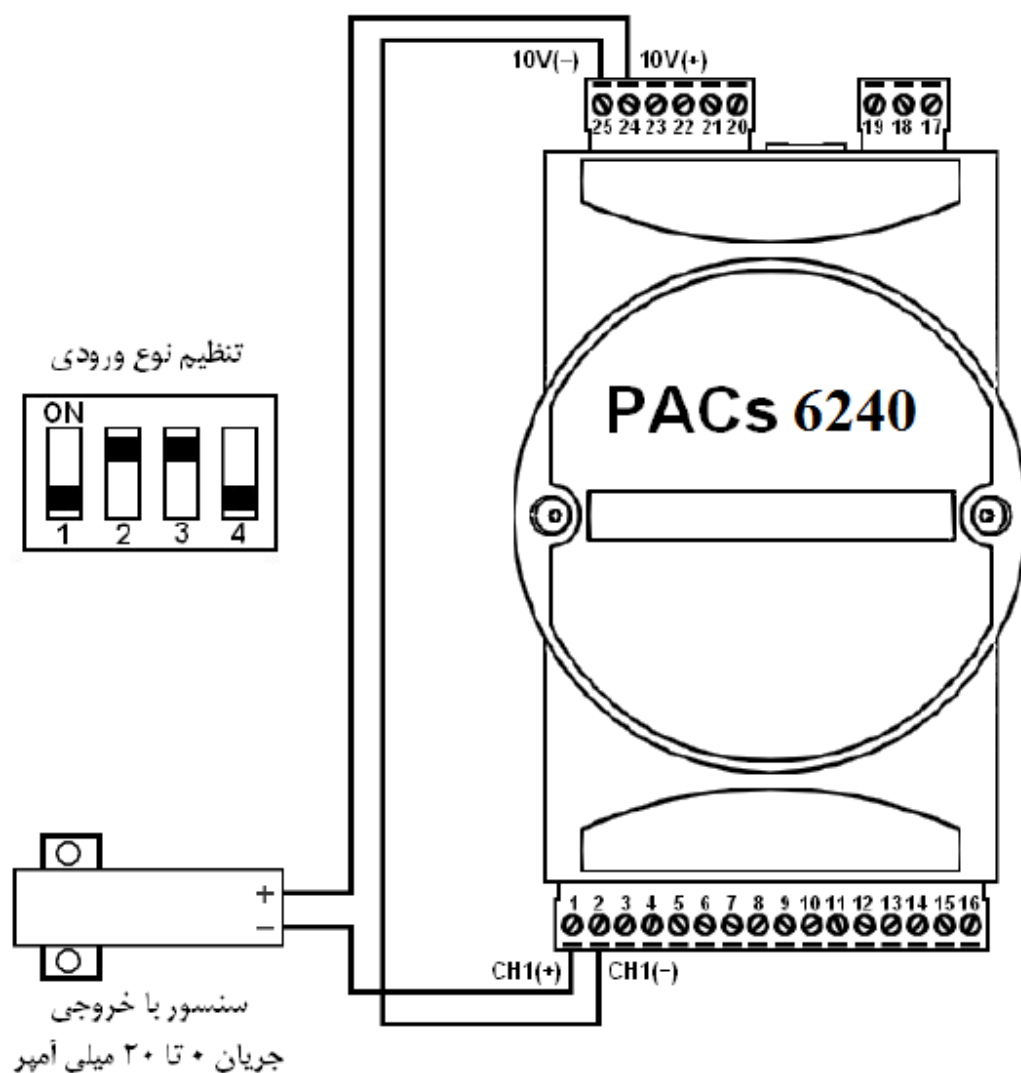 10V(–) 10V(+)
25 24 23 22 21 20 19 18 17
تنظیم نوع ورودی
ON
1 2 3 4
PACs 6240
+
–
1 2 3 4 5 6 7 8 9 10 11 12 13 14 15 16
CH1(+) CH1(–)
سنسور با خروجی
جریان ۰ تا ۲۰ میلی آمپر